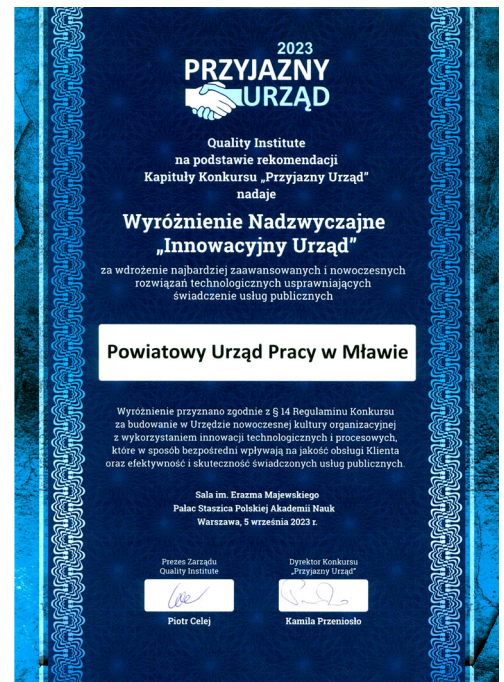 2023
PRZYJAZNY
URZĄD
Quality Institute
na podstawie rekomendacji
Kapituły Konkursu „Przyjazny Urząd”
nadaje
Wyróżnienie Nadzwyczajne
„Innowacyjny Urząd”
za wdrożenie najbardziej zaawansowanych i nowoczesnych
rozwiązań technologicznych usprawniających
świadczenie usług publicznych
Powiatowy Urząd Pracy w Mławie
Wyróżnienie przyznano zgodnie z § 14 Regulaminu Konkursu
za budowanie w Urzędzie nowoczesnej kultury organizacyjnej
z wykorzystaniem innowacji technologicznych i procesowych,
które w sposób bezpośredni wpływają na jakość obsługi Klienta
oraz efektywność i skuteczność świadczonych usług publicznych.
Sala im. Erazma Majewskiego
Pałac Staszica Polskiej Akademii Nauk
Warszawa, 5 września 2023 r.
Prezes Zarządu
Quality Institute
Piotr Celej
Dyrektor Konkursu
„Przyjazny Urząd”
Kamila Przeniosło